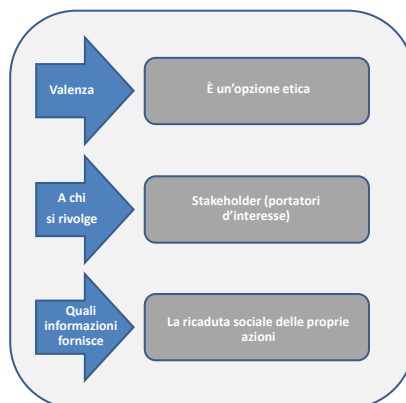 Valenza
È un'opzione etica
A chi
si rivolge
Stakeholder (portatori
d'interesse)
Quali
informazioni
fornisce
La ricaduta sociale delle proprie
azioni